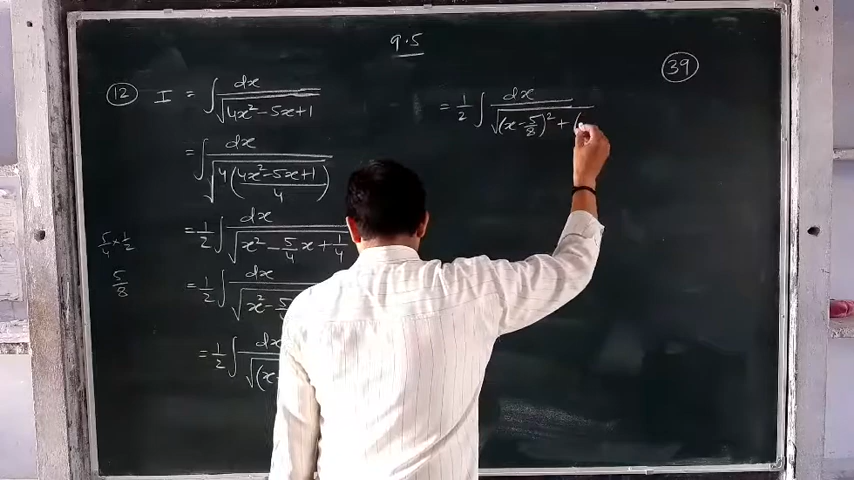 9.5
39
12 I = ∫ dx / √(4x² - 5x + 1)
= ∫ dx / √(4((4x² - 5x + 1) / 4))
= 1/2 ∫ dx / √(x² - 5/4 x + 1/4
5/4 × 1/2
5/8
= 1/2 ∫ dx / √(x² - 5
= 1/2 ∫ dx / √((x -
= 1/2 ∫ dx / √((x - 5/8)² + (